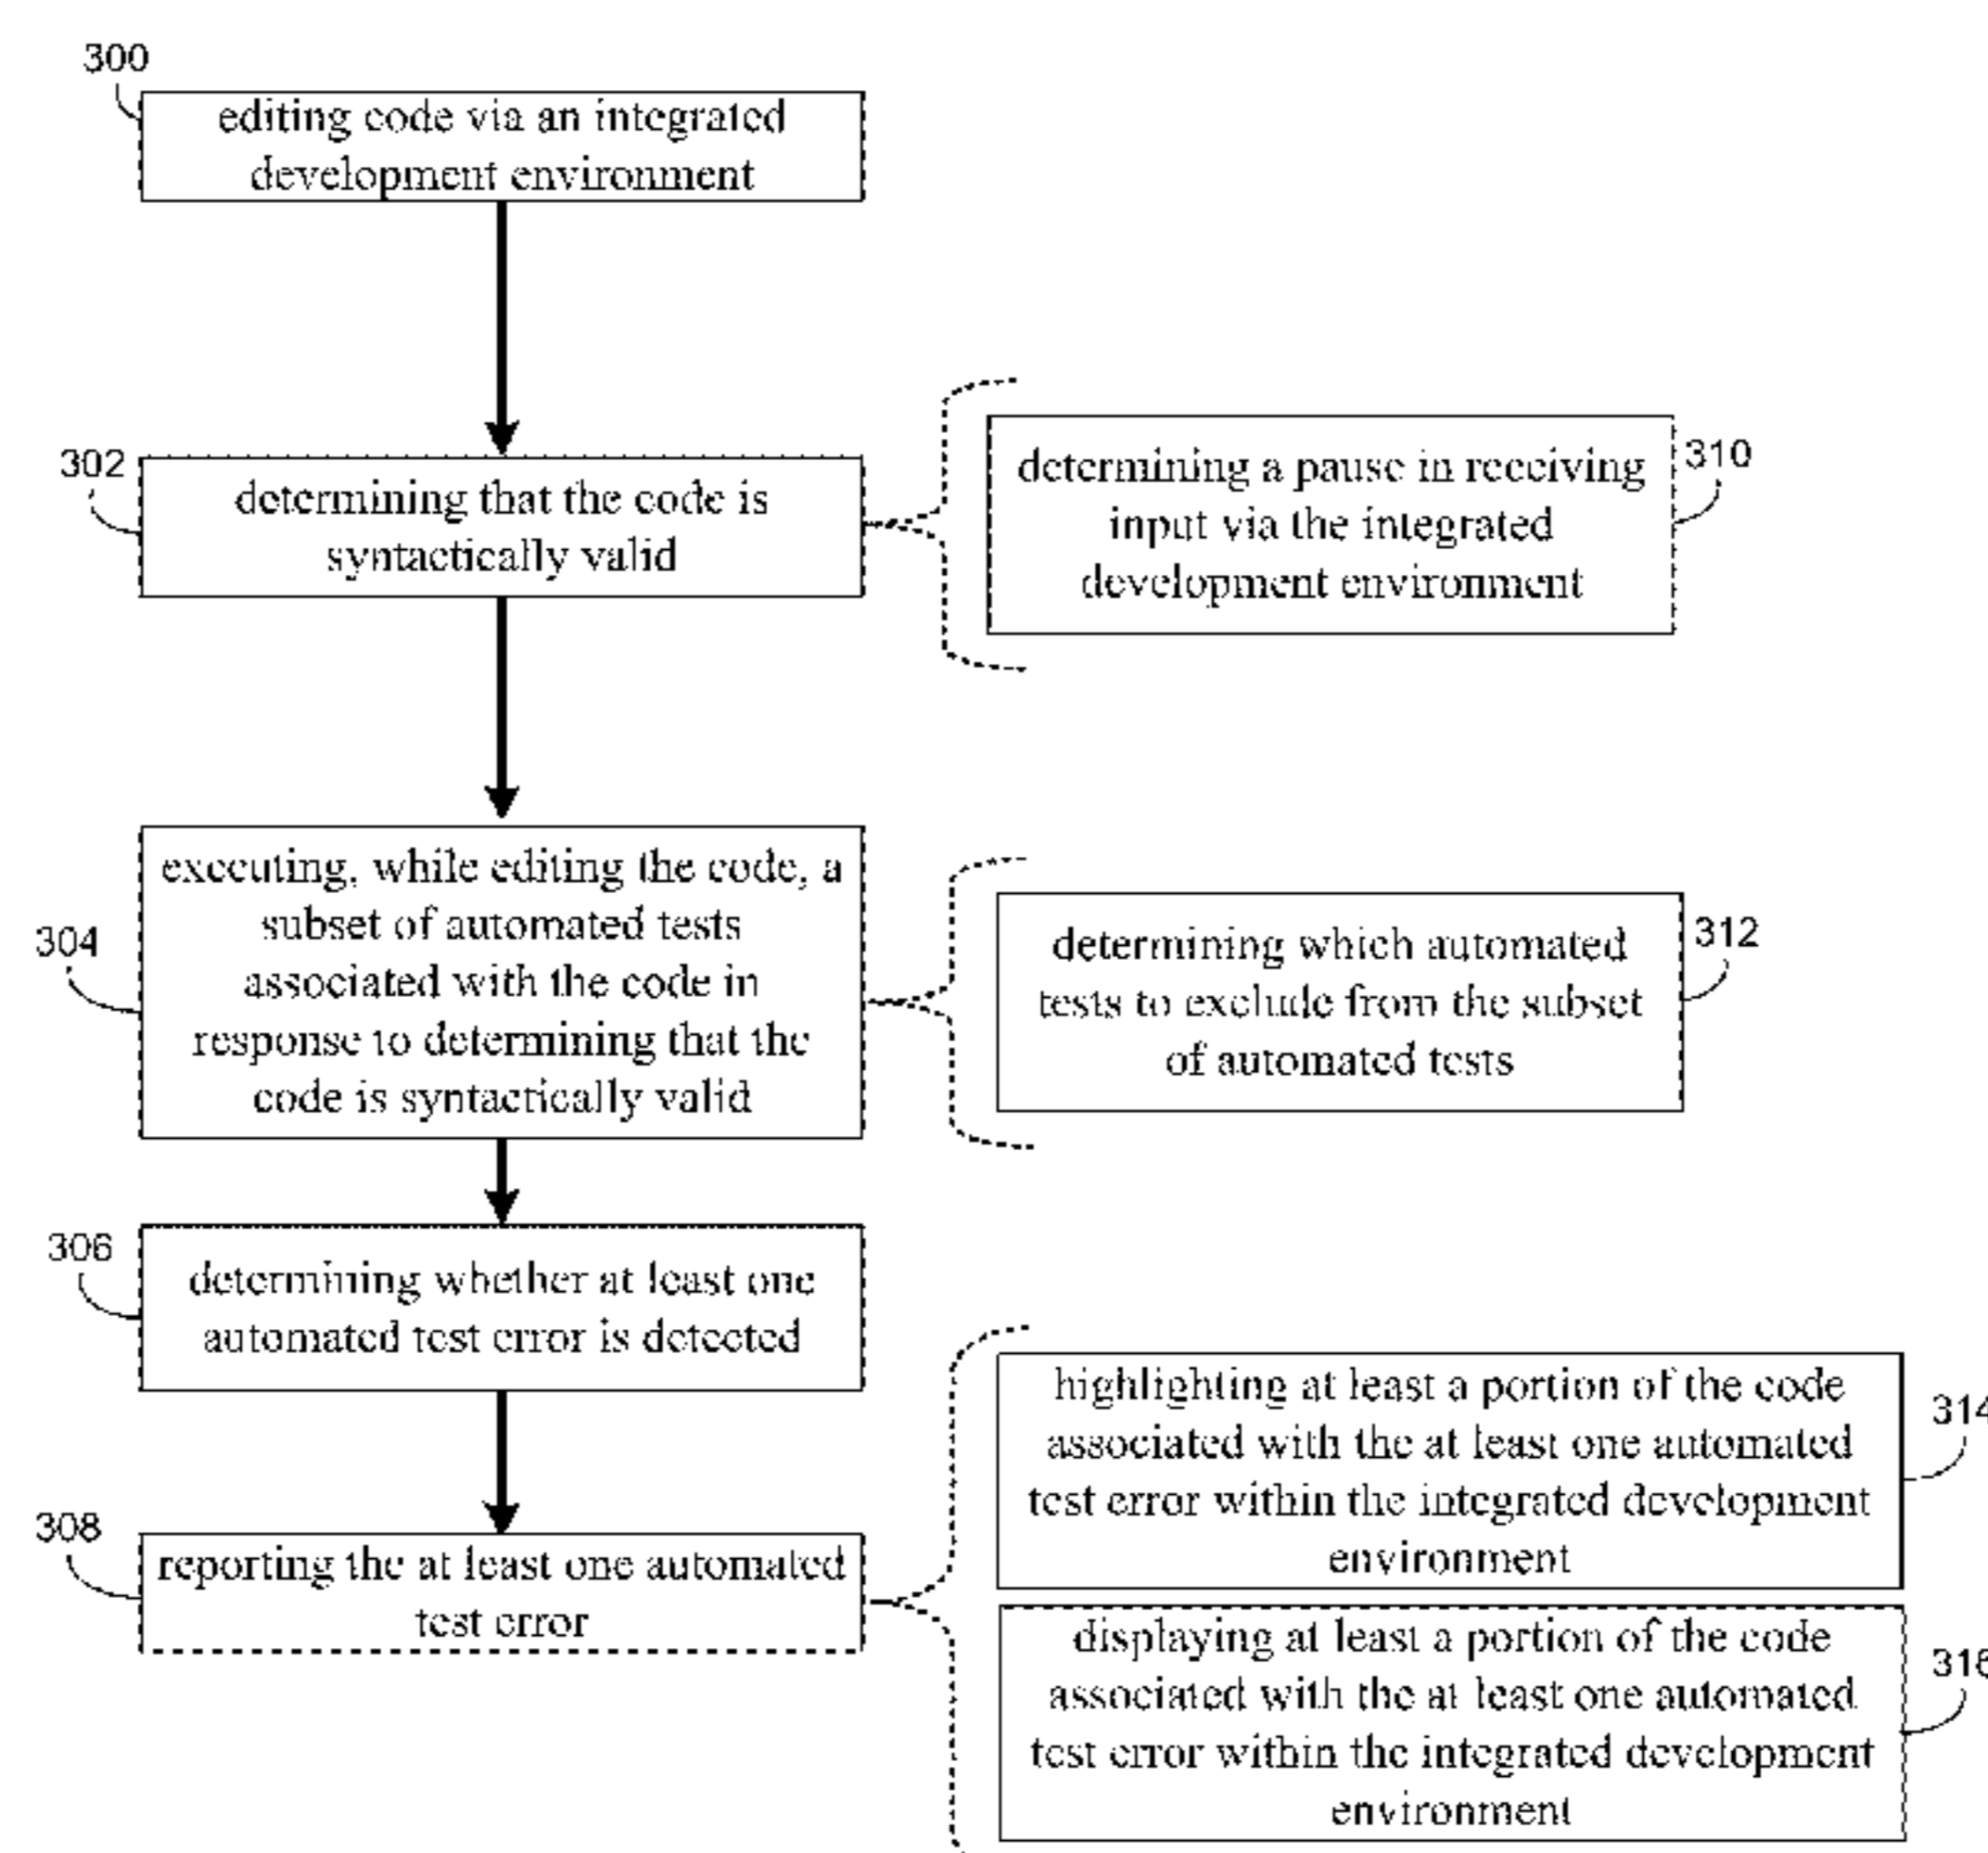 300
editing code via an integrated
development environment
302
determining that the code is
syntactically valid
310
determining a pause in receiving
input via the integrated
development environment
304
executing, while editing the code, a
subset of automated tests
associated with the code in
response to determining that the
code is syntactically valid
312
determining which automated
tests to exclude from the subset
of automated tests
306
determining whether at least one
automated test error is detected
308
reporting the at least one automated
test error
314
highlighting at least a portion of the code
associated with the at least one automated
test error within the integrated development
environment
316
displaying at least a portion of the code
associated with the at least one automated
test error within the integrated development
environment